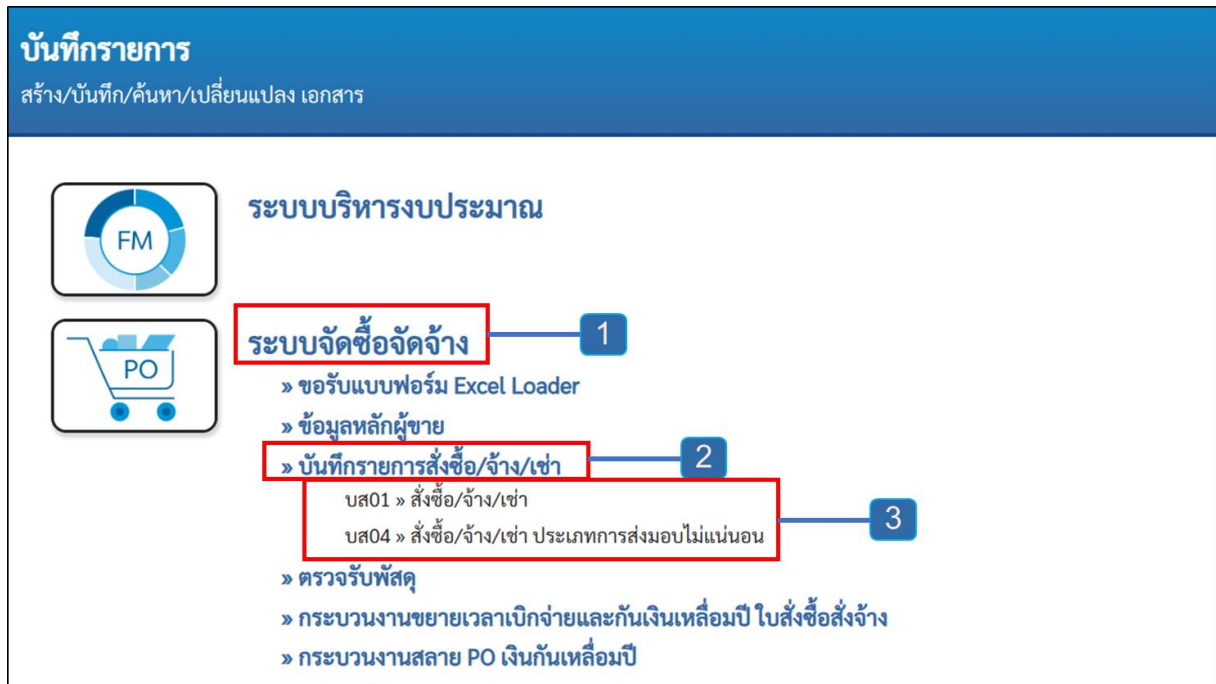 บันทึกรายการ
สร้าง/บันทึก/ค้นหา/เปลี่ยนแปลง เอกสาร
FM
ระบบบริหารงบประมาณ
PO
ระบบจัดซื้อจัดจ้าง
1
» ขอรับแบบฟอร์ม Excel Loader
» ข้อมูลหลักผู้ขาย
» บันทึกรายการสั่งซื้อ/จ้าง/เช่า
2
บส01 » สั่งซื้อ/จ้าง/เช่า
บส04 » สั่งซื้อ/จ้าง/เช่า ประเภทการส่งมอบไม่แน่นอน
3
» ตรวจรับพัสดุ
» กระบวนงานขยายเวลาเบิกจ่ายและกันเงินเหลื่อมปี ใบสั่งซื้อสั่งจ้าง
» กระบวนงานสลาย PO เงินกันเหลื่อมปี